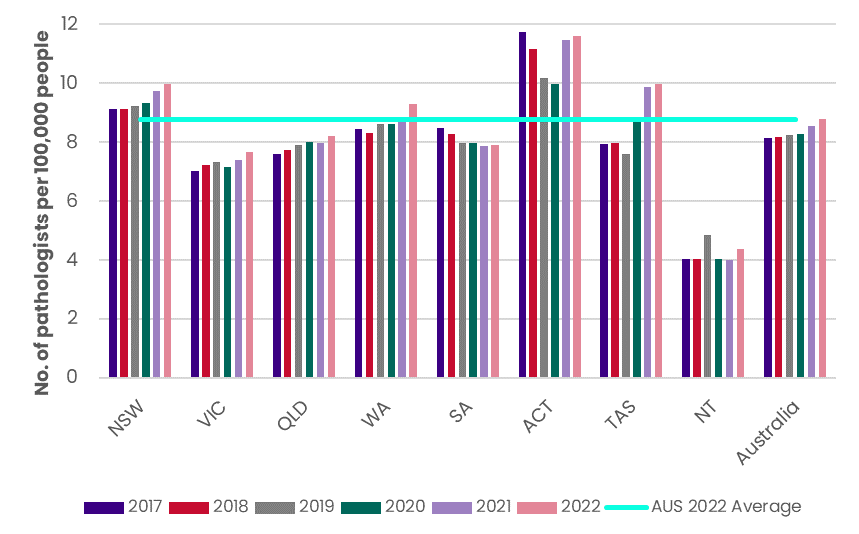 No. of pathologists per 100,000 people
12
10
8
6
4
2
0
NSW
VIC
QLD
WA
SA
ACT
TAS
NT
Australia
2017 2018 2019 2020 2021 2022 AUS 2022 Average